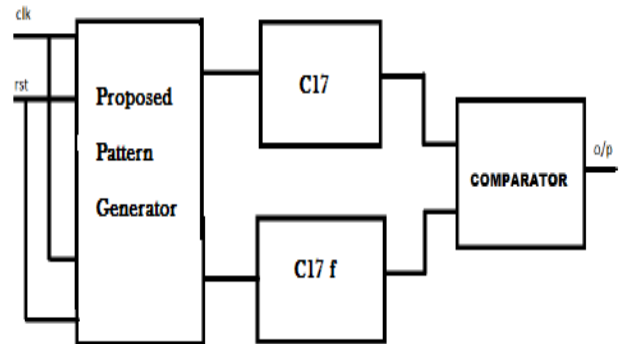 clk
rst
Proposed
Pattern
Generator
C17
C17 f
COMPARATOR
o/p